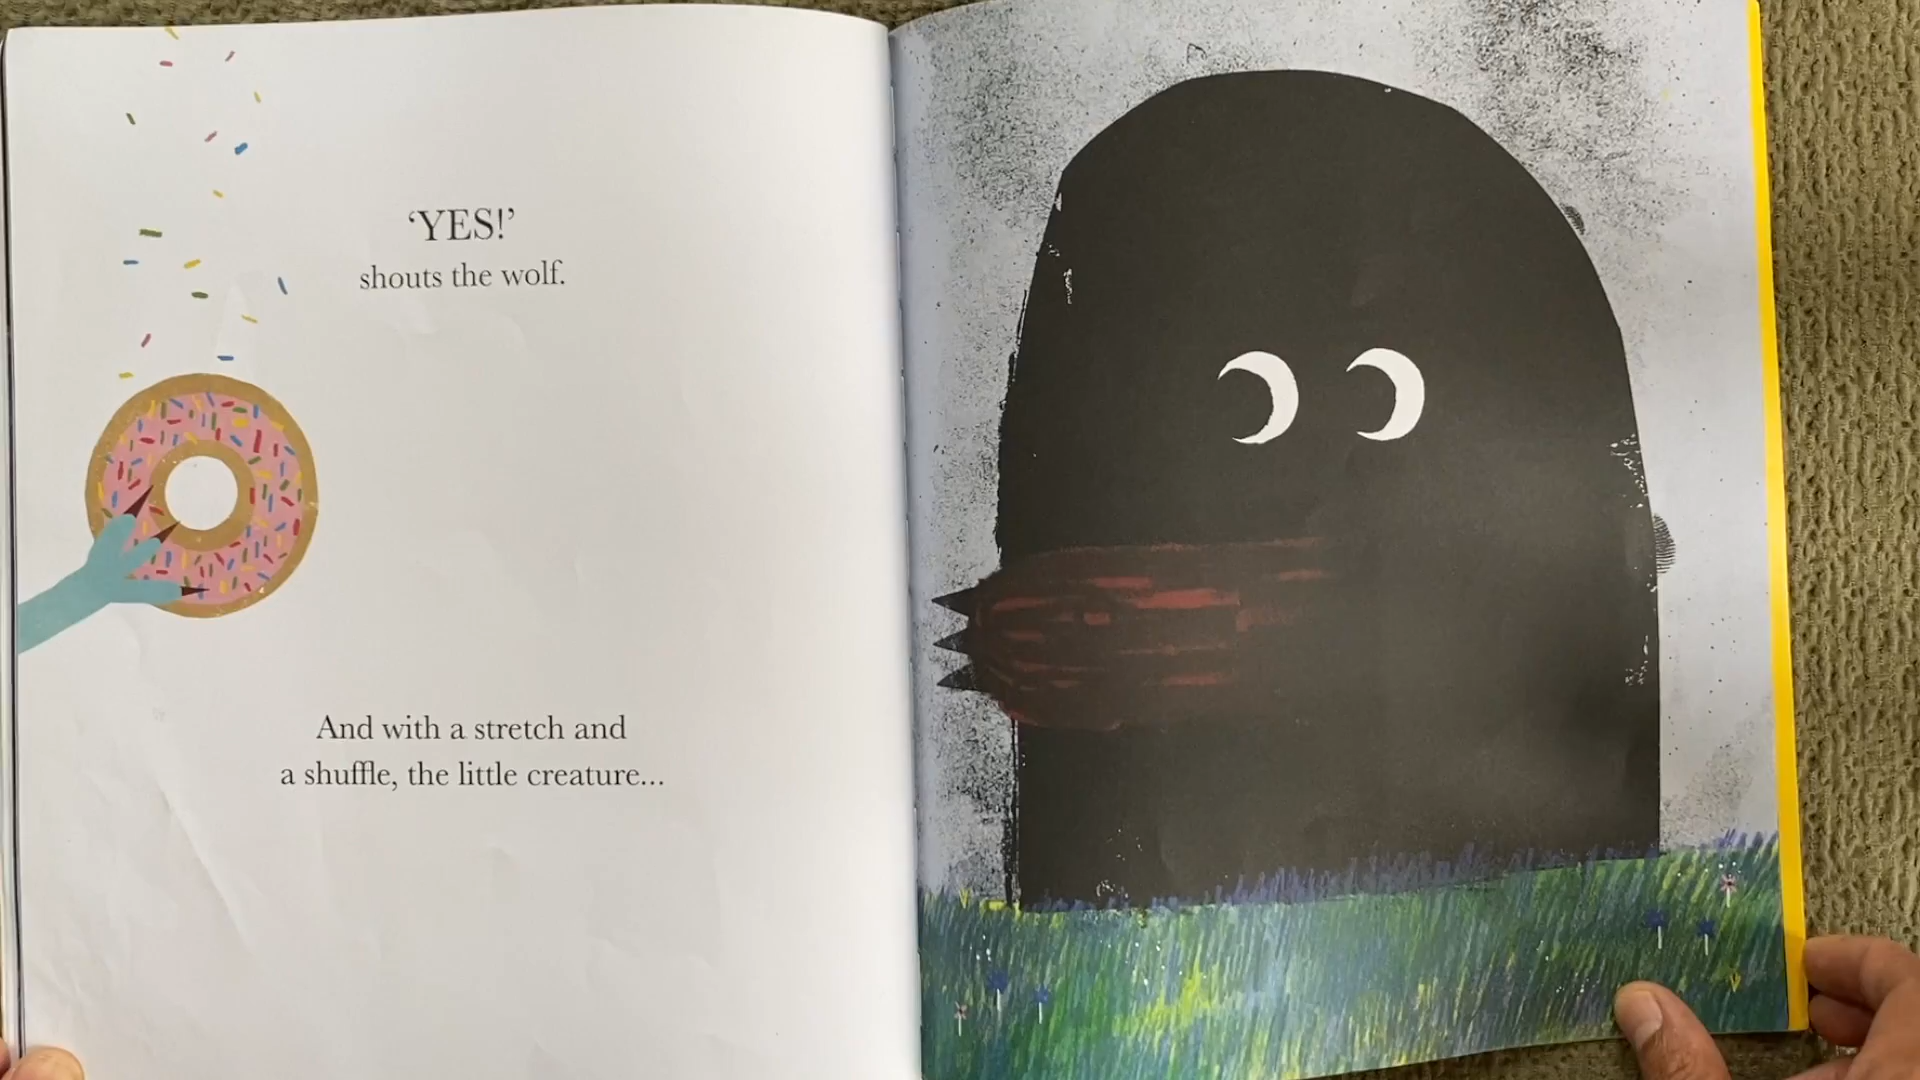 ‘YES!’
shouts the wolf.
And with a stretch and
a shuffle, the little creature...